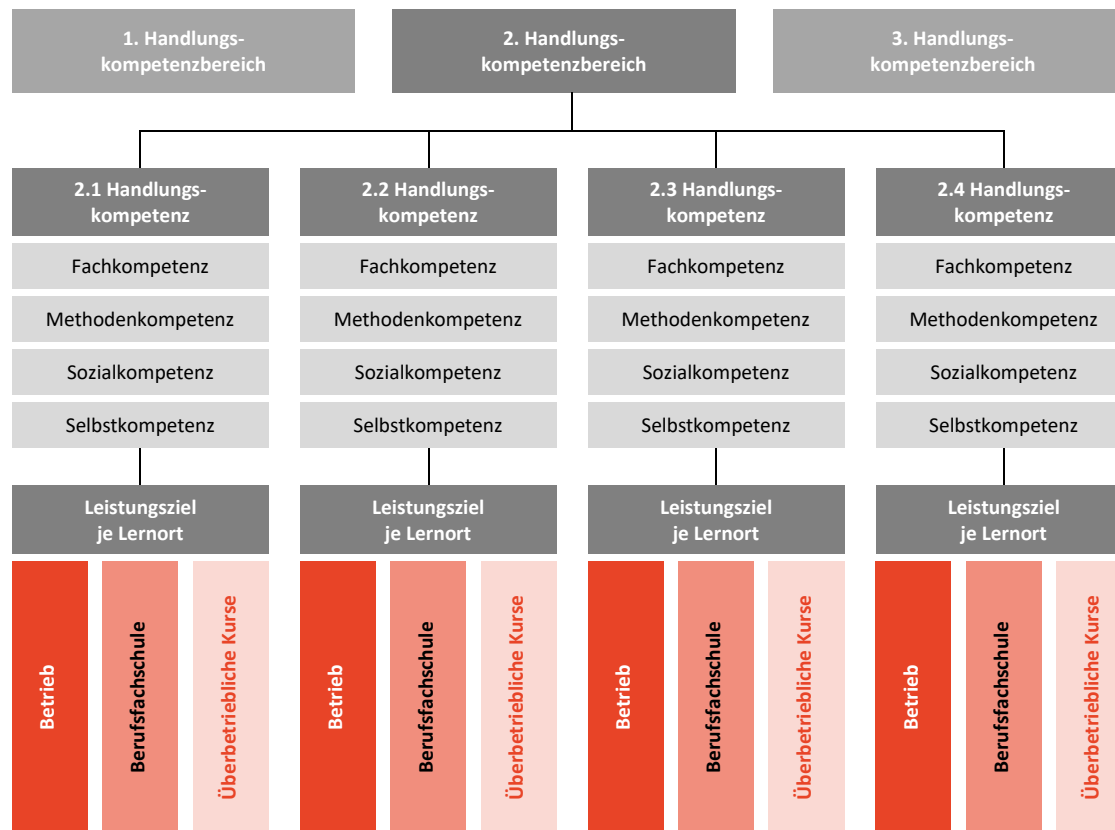 1. Handlungs-
kompetenzbereich
2. Handlungs-
kompetenzbereich
3. Handlungs-
kompetenzbereich
2.1 Handlungs-
kompetenz
2.2 Handlungs-
kompetenz
2.3 Handlungs-
kompetenz
2.4 Handlungs-
kompetenz
Fachkompetenz
Fachkompetenz
Fachkompetenz
Fachkompetenz
Methodenkompetenz
Methodenkompetenz
Methodenkompetenz
Methodenkompetenz
Sozialkompetenz
Sozialkompetenz
Sozialkompetenz
Sozialkompetenz
Selbstkompetenz
Selbstkompetenz
Selbstkompetenz
Selbstkompetenz
Leistungsziel
je Lernort
Leistungsziel
je Lernort
Leistungsziel
je Lernort
Leistungsziel
je Lernort
Betrieb
Berufsfachschule
Überbetriebliche Kurse
Betrieb
Berufsfachschule
Überbetriebliche Kurse
Betrieb
Berufsfachschule
Überbetriebliche Kurse
Betrieb
Berufsfachschule
Überbetriebliche Kurse